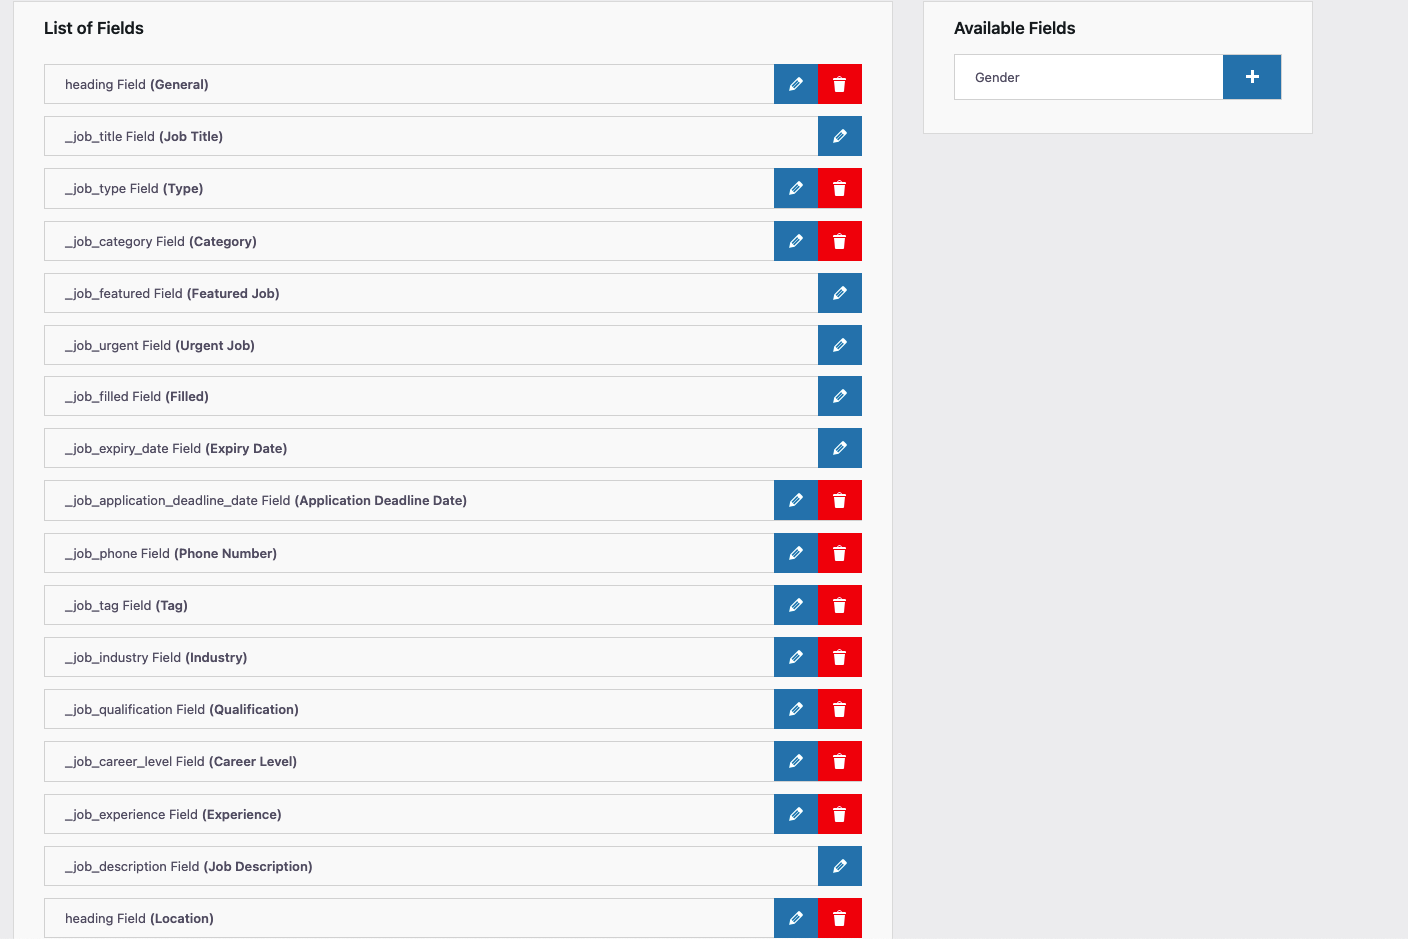 List of Fields
heading Field (General)
_job_title Field (Job Title)
_job_type Field (Type)
_job_category Field (Category)
_job_featured Field (Featured Job)
_job_urgent Field (Urgent Job)
_job_filled Field (Filled)
_job_expiry_date Field (Expiry Date)
_job_application_deadline_date Field (Application Deadline Date)
_job_phone Field (Phone Number)
_job_tag Field (Tag)
_job_industry Field (Industry)
_job_qualification Field (Qualification)
_job_career_level Field (Career Level)
_job_experience Field (Experience)
_job_description Field (Job Description)
heading Field (Location)
Available Fields
Gender